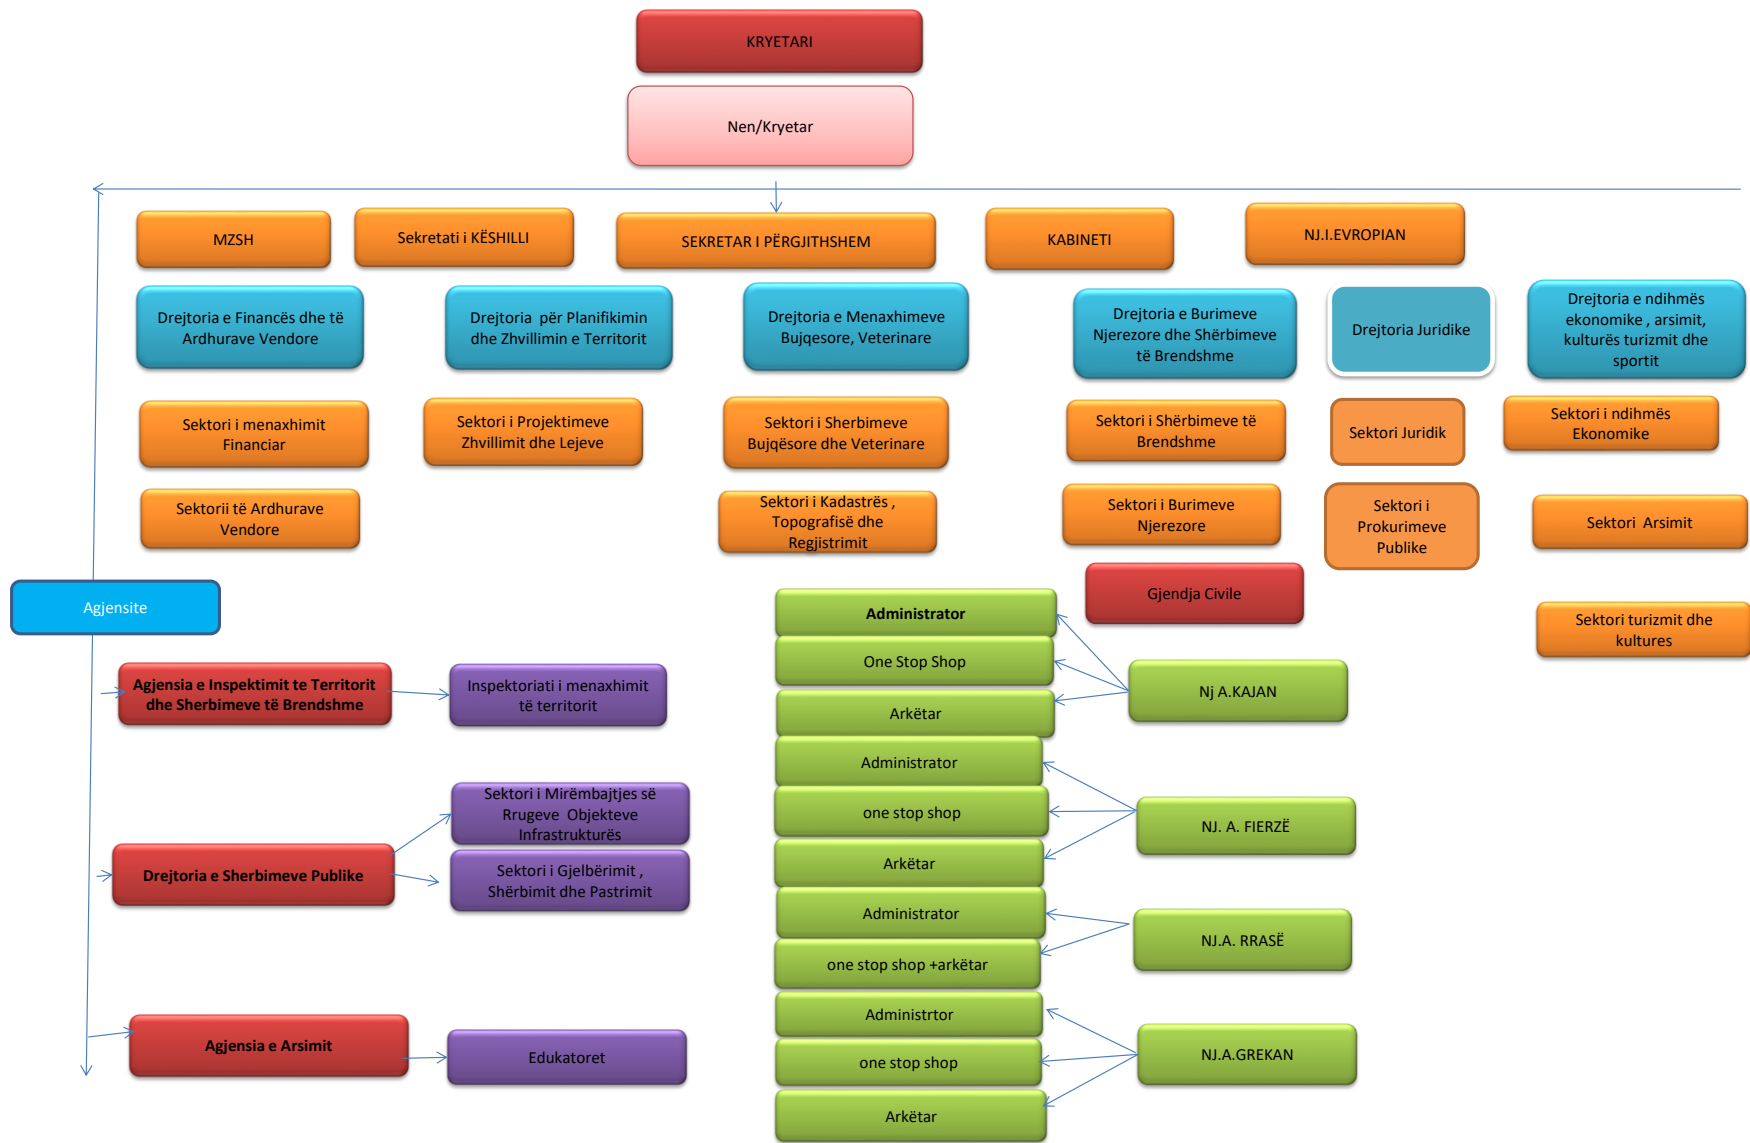 KRYETARI
Nen/Kryetar
MZSH
Sekretati i KËSHILLI
SEKRETAR I PËRGJITHSHEM
KABINETI
NJ.I.EVROPIAN
Drejtoria e Financës dhe të
Ardhurave Vendore
Drejtoria për Planifikimin
dhe Zhvillimin e Territorit
Drejtoria e Menaxhimeve
Bujqesore, Veterinare
Drejtoria e Burimeve
Njerezore dhe Shërbimeve
të Brendshme
Drejtoria Juridike
Drejtoria e ndihmës
ekonomike , arsimit,
kulturës turizmit dhe
sportit
Sektori i menaxhimit
Financiar
Sektori i Projektimeve
Zhvillimit dhe Lejeve
Sektori i Sherbimeve
Bujqësore dhe Veterinare
Sektori i Shërbimeve të
Brendshme
Sektori Juridik
Sektori i ndihmës
Ekonomike
Sektorii të Ardhurave
Vendore
Sektori i Kadastrës ,
Topografisë dhe
Regjistrimit
Sektori i Burimeve
Njerezore
Sektori i
Prokurimeve
Publike
Sektori Arsimit
Agjensite
Administrator
Gjendja Civile
Sektori turizmit dhe
kultures
One Stop Shop
Arkëtar
Nj A.KAJAN
Agjensia e Inspektimit te Territorit
dhe Sherbimeve të Brendshme
Inspektoriati i menaxhimit
të territorit
Administrator
one stop shop
Arkëtar
NJ. A. FIERZË
Drejtoria e Sherbimeve Publike
Sektori i Mirëmbajtjes së
Rrugeve Objekteve
Infrastrukturës
Sektori i Gjelbërimit ,
Shërbimit dhe Pastrimit
Administrator
one stop shop +arkëtar
NJ.A. RRASË
Administrtor
one stop shop
Arkëtar
NJ.A.GREKAN
Agjensia e Arsimit
Edukatoret